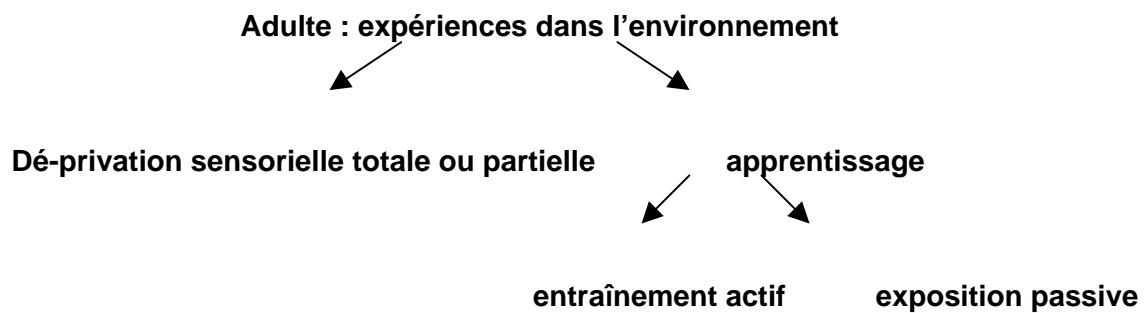 Adulte : expériences dans l'environnement
Dé-privation sensorielle totale ou partielle apprentissage
entraînement actif exposition passive